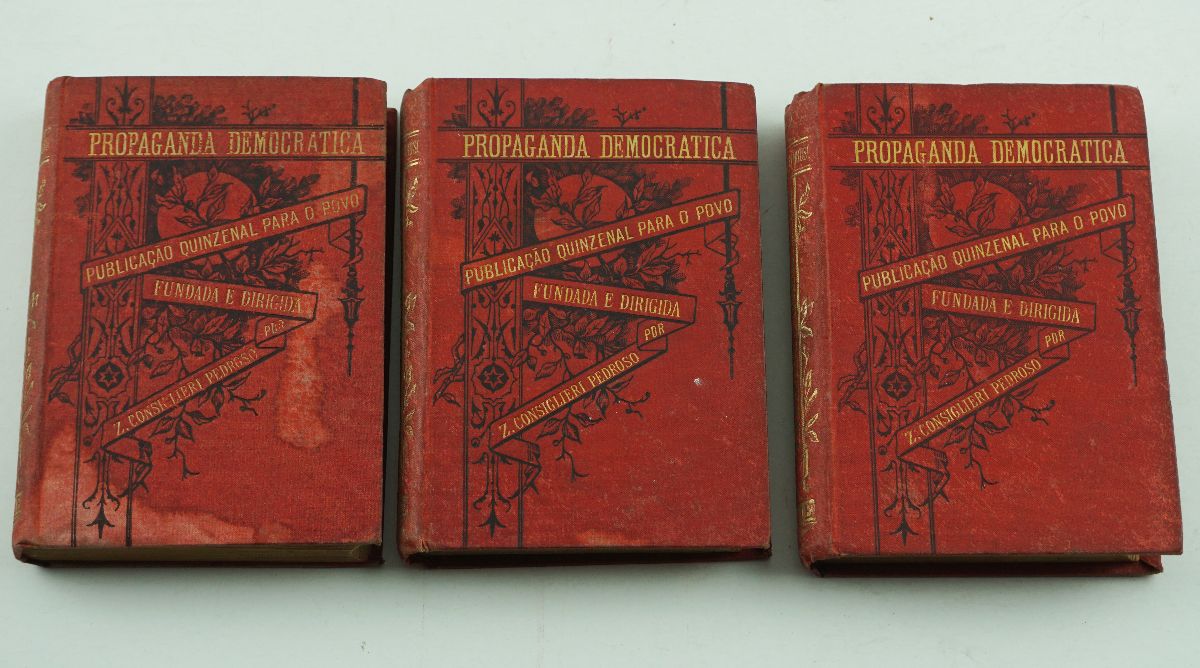 PROPAGANDA DEMOCRATICA
PUBLICAÇÃO QUINZENAL PARA O POVO
FUNDADA E DIRIGIDA
POR
Z. CONSIGLIERI PEDROSO
PROPAGANDA DEMOCRATICA
PUBLICAÇÃO QUINZENAL PARA O POVO
FUNDADA E DIRIGIDA
POR
Z. CONSIGLIERI PEDROSO
PROPAGANDA DEMOCRATICA
PUBLICAÇÃO QUINZENAL PARA O POVO
FUNDADA E DIRIGIDA
POR
Z. CONSIGLIERI PEDROSO